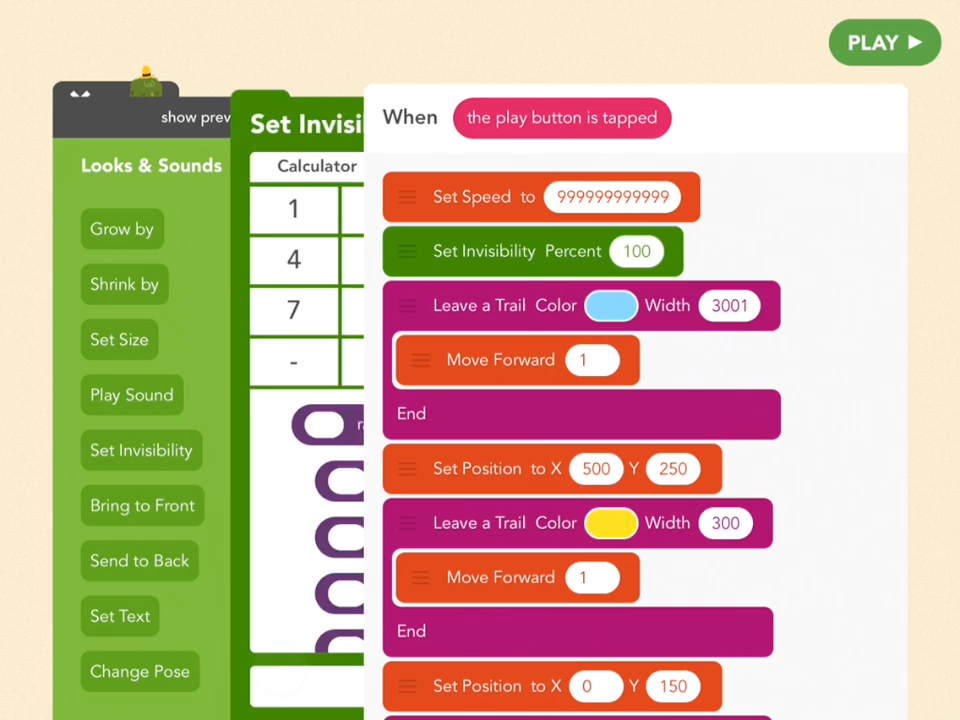 PLAY
show prev
Looks & Sounds
Grow by
Shrink by
Set Size
Play Sound
Set Invisibility
Bring to Front
Send to Back
Set Text
Change Pose
Set Invisi
Calculator
1
4
7
-
When the play button is tapped
Set Speed to 999999999999
Set Invisibility Percent 100
Leave a Trail Color Width 3001
Move Forward 1
End
Set Position to X 500 Y 250
Leave a Trail Color Width 300
Move Forward 1
End
Set Position to X 0 Y 150